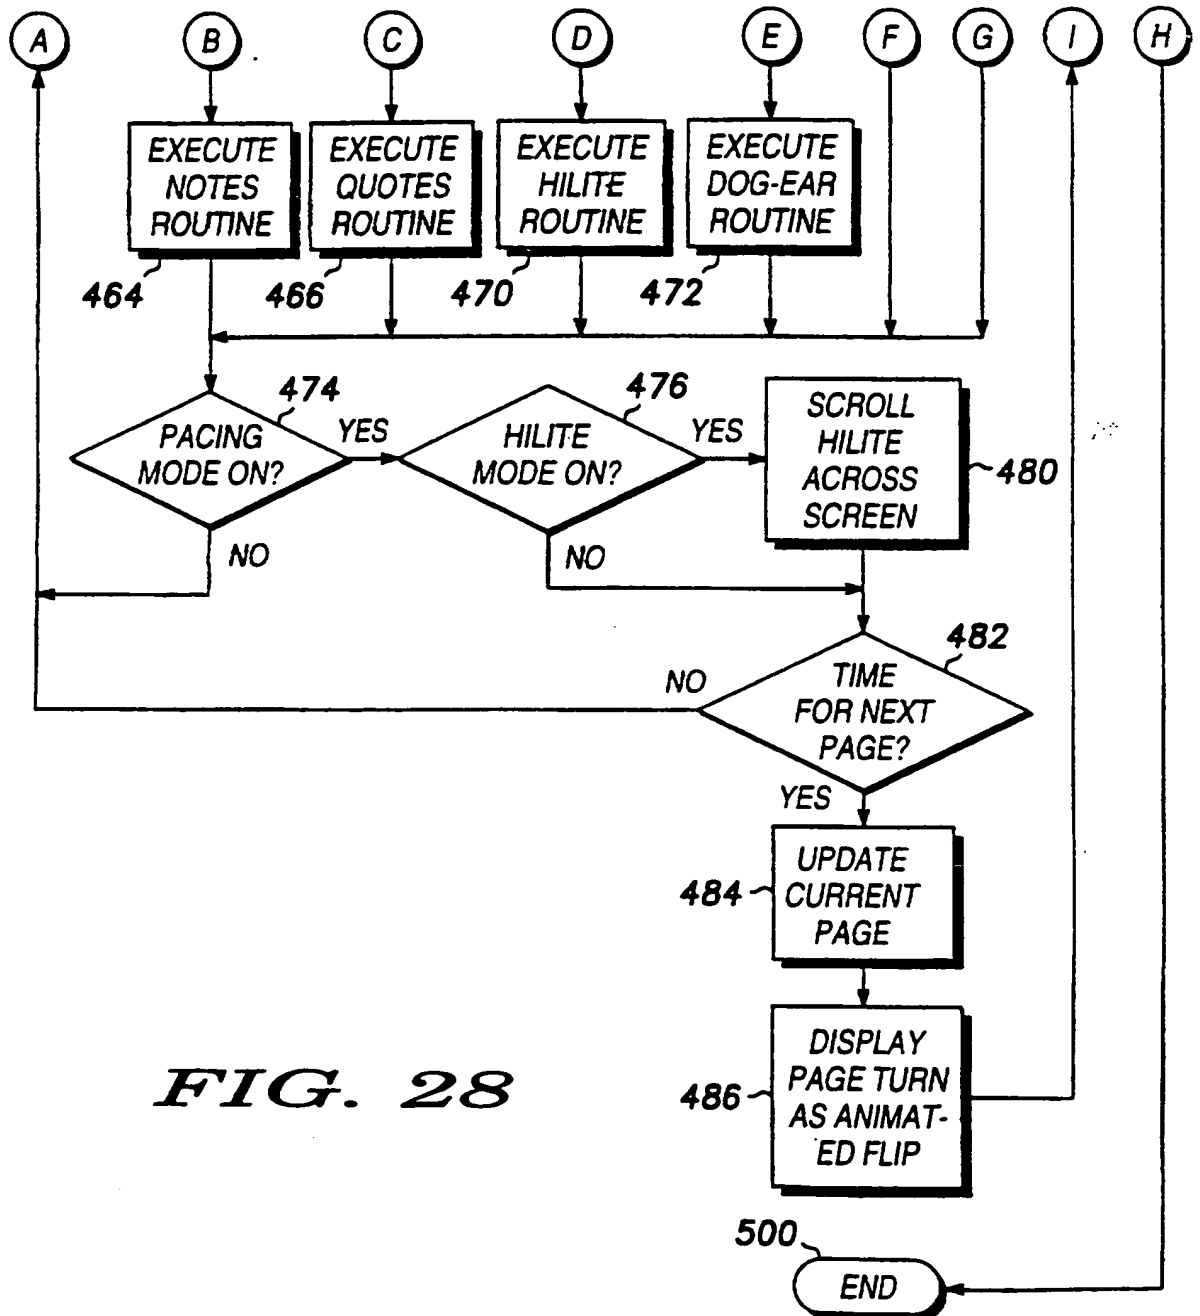 A B C D E F G I H
EXECUTE
NOTES
ROUTINE
464
EXECUTE
QUOTES
ROUTINE
466
EXECUTE
HILITE
ROUTINE
470
EXECUTE
DOG-EAR
ROUTINE
472
PACING
MODE ON?
474
YES
NO
HILITE
MODE ON?
476
YES
NO
SCROLL
HILITE
ACROSS
SCREEN
480
TIME
FOR NEXT
PAGE?
482
NO
YES
UPDATE
CURRENT
PAGE
484
DISPLAY
PAGE TURN
AS ANIMAT-
ED FLIP
486
FIG. 28
500
END